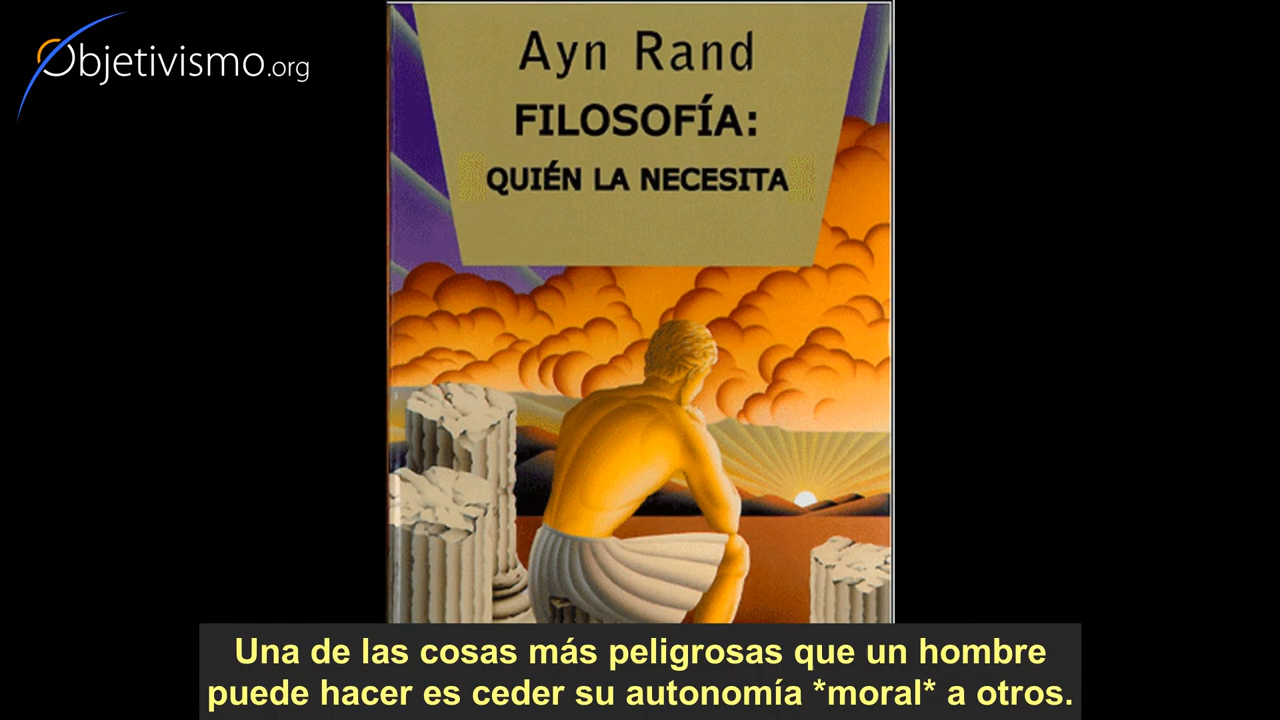 Objetivismo.org
Ayn Rand
FILOSOFÍA:
QUIÉN LA NECESITA
Una de las cosas más peligrosas que un hombre
puede hacer es ceder su autonomía *moral* a otros.